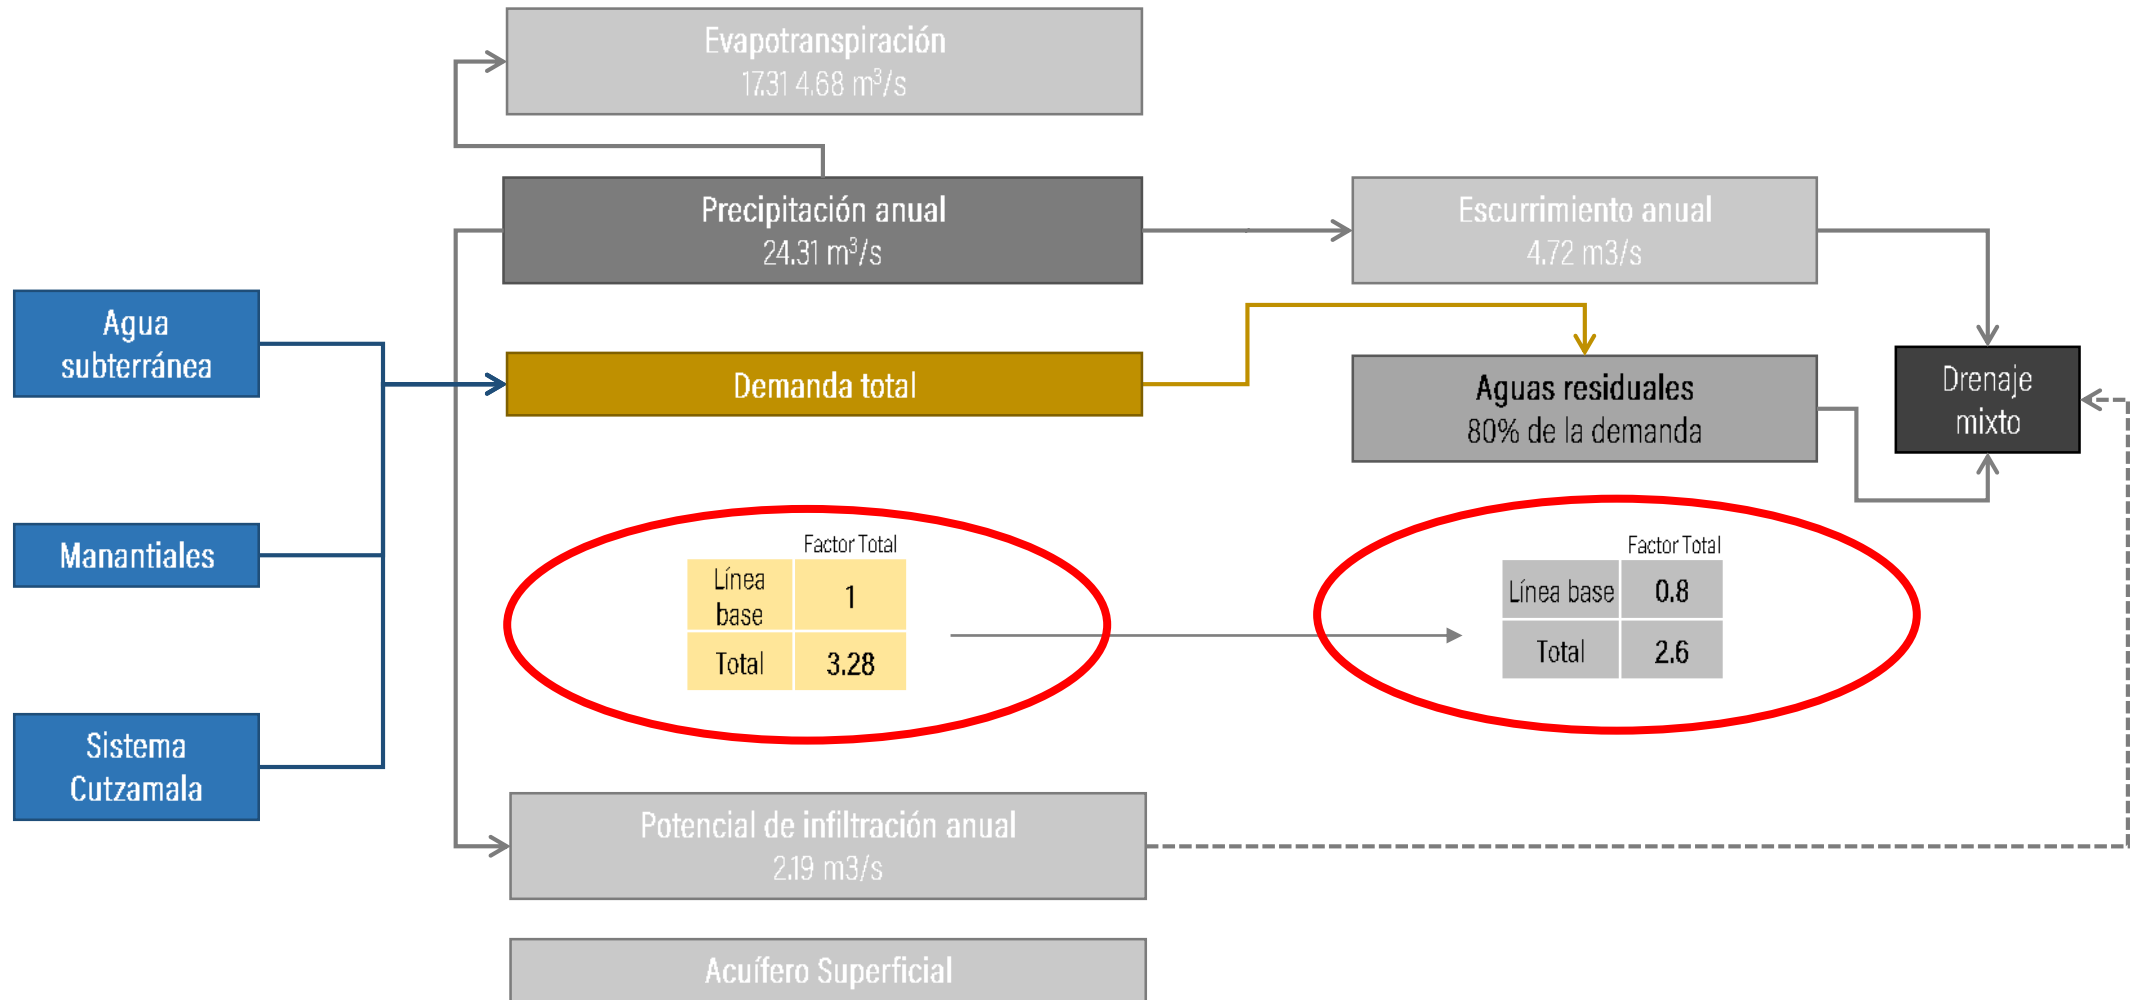 Evapotranspiración
17.31 4.68 m³/s
Precipitación anual
24.31 m³/s
Escurrimiento anual
4.72 m3/s
Agua
subterránea
Demanda total
Aguas residuales
80% de la demanda
Drenaje
mixto
Manantiales
Factor Total
Línea
base
1
Total
3.28
Factor Total
Línea base
0.8
Total
2.6
Sistema
Cutzamala
Potencial de infiltración anual
2.19 m3/s
Acuífero Superficial